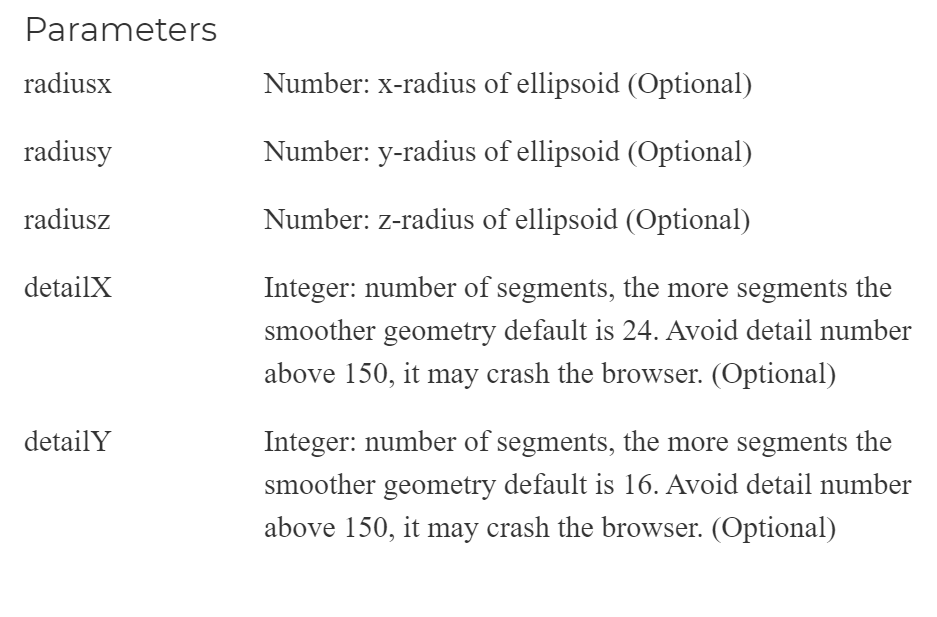 Parameters
radiusx Number: x-radius of ellipsoid (Optional)
radiusy Number: y-radius of ellipsoid (Optional)
radiusz Number: z-radius of ellipsoid (Optional)
detailX Integer: number of segments, the more segments the
smoother geometry default is 24. Avoid detail number
above 150, it may crash the browser. (Optional)
detailY Integer: number of segments, the more segments the
smoother geometry default is 16. Avoid detail number
above 150, it may crash the browser. (Optional)